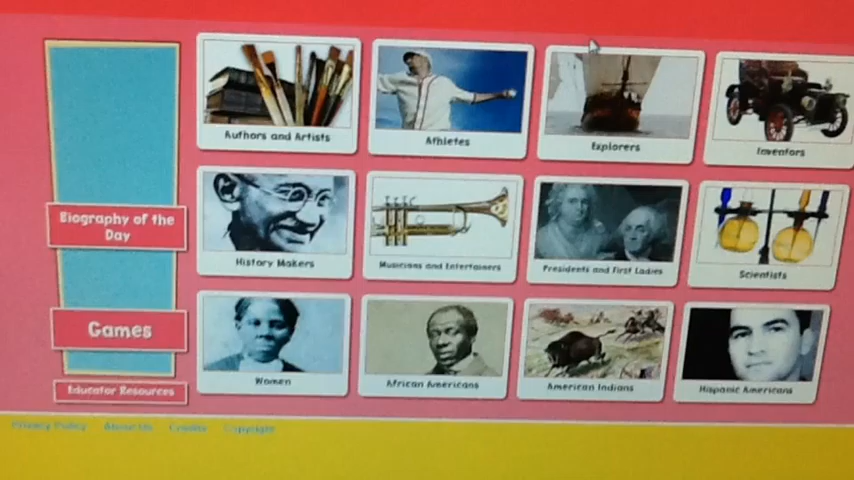 Authors and Artists
Athletes
Explorers
Inventors
Biography of the
Day
History Makers
Musicians and Entertainers
Presidents and First Ladies
Scientists
Games
Women
African Americans
American Indians
Hispanic Americans
Educator Resources
Privacy Policy
About Us
Credits
Copyright